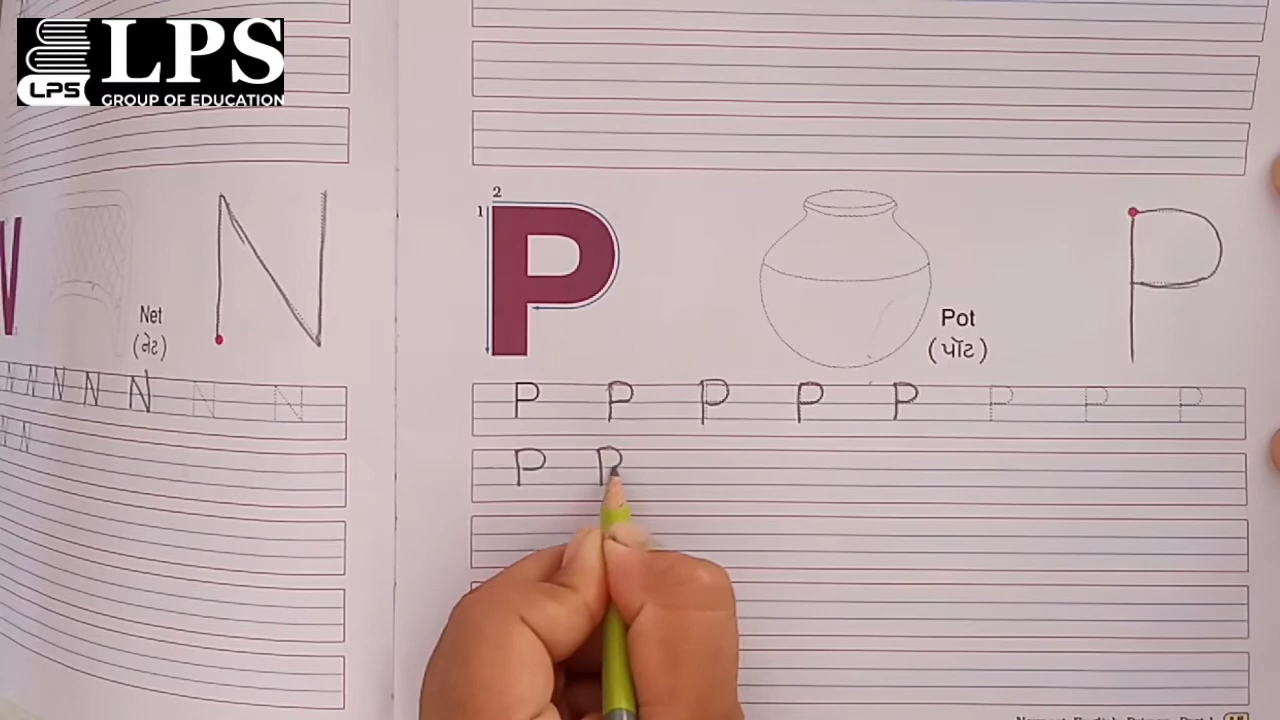 LPS
LPS
GROUP OF EDUCATION
N
Net
(નેટ)
N N N N N N N
N N
1 2
P
Pot
(પૉટ)
P
P P P P P P P P
P P